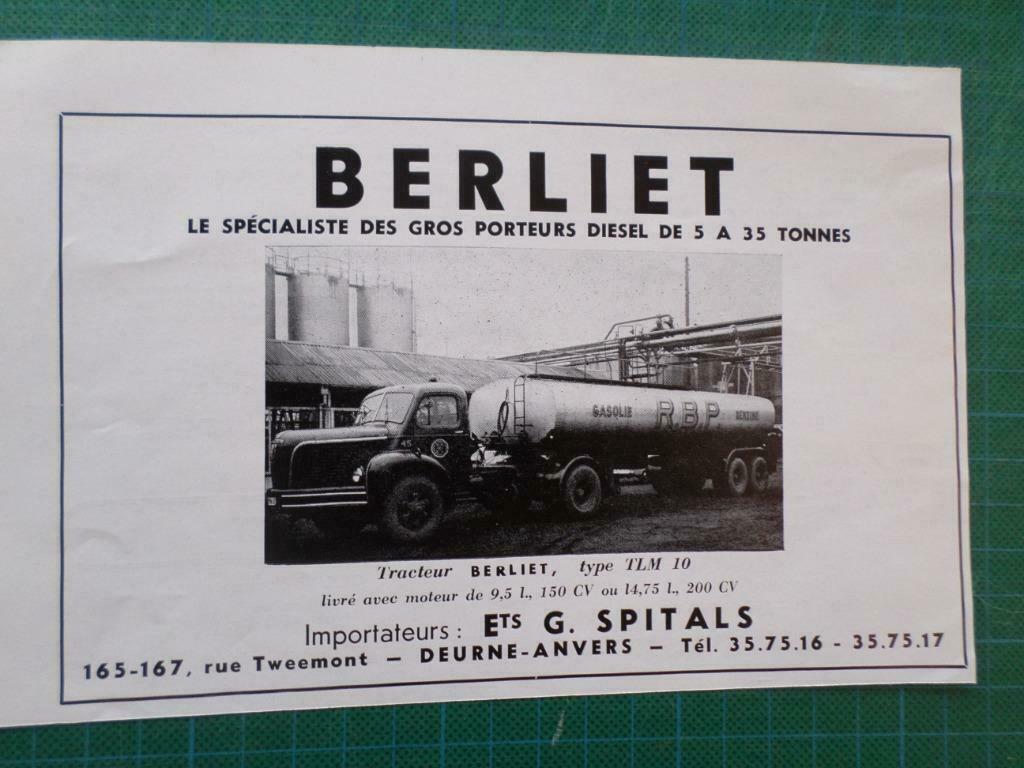 BERLIET
LE SPÉCIALISTE DES GROS PORTEURS DIESEL DE 5 A 35 TONNES
GASOLIE R.B.P. BENZINE
45
Tracteur BERLIET, type TLM 10
livré avec moteur de 9,5 l., 150 CV ou 14,75 l., 200 CV
Importateurs : ETS G. SPITALS
165-167, rue Tweemont — DEURNE-ANVERS — Tél. 35.75.16 - 35.75.17